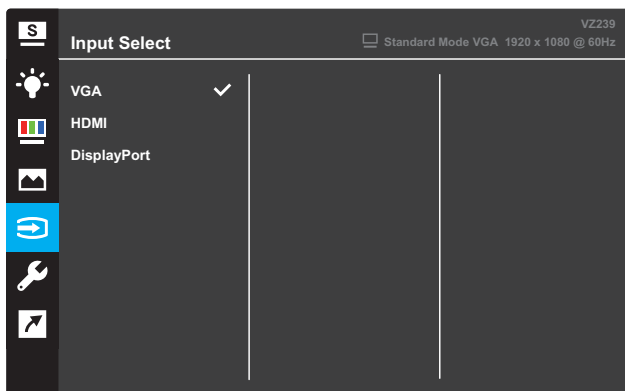 S
VZ239
Input Select
Standard Mode VGA 1920 x 1080 @ 60Hz
VGA
HDMI
DisplayPort